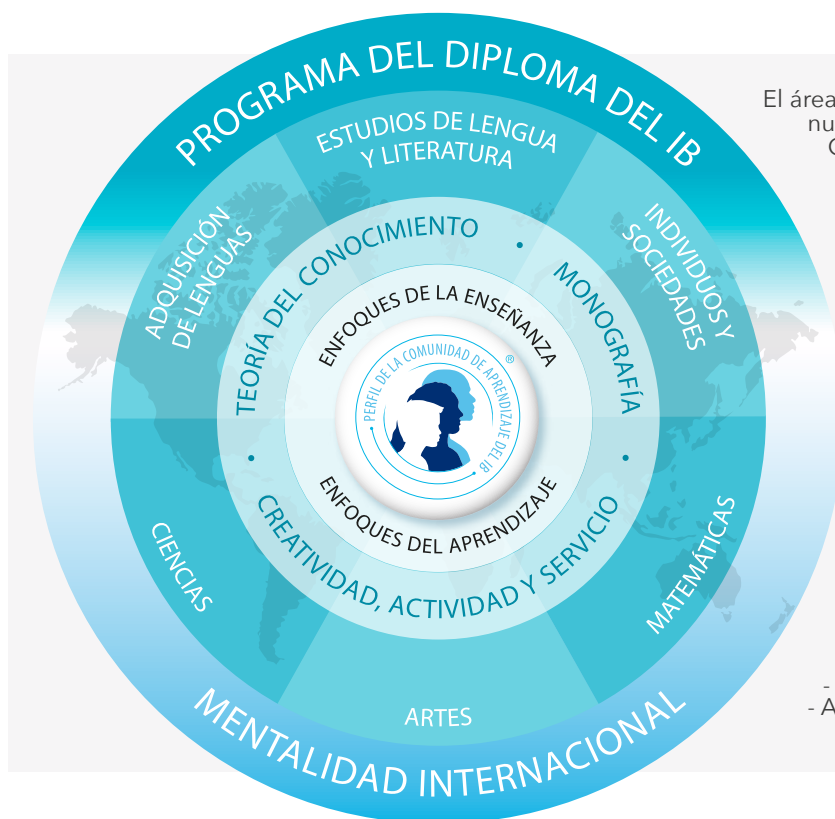 PROGRAMA DEL DIPLOMA DEL IB
ESTUDIOS DE LENGUA
Y LITERATURA
ADQUISICIÓN
DE LENGUAS
INDIVIDUOS Y
SOCIEDADES
TEORÍA DEL CONOCIMIENTO
•
MONOGRAFÍA
ENFOQUES DE LA ENSEÑANZA
PERFIL DE LA COMUNIDAD DE APRENDIZAJE DEL IB
®
ENFOQUES DEL APRENDIZAJE
•
CREATIVIDAD, ACTIVIDAD Y SERVICIO
•
CIENCIAS
MATEMÁTICAS
ARTES
MENTALIDAD INTERNACIONAL
El área
nu
-
- A